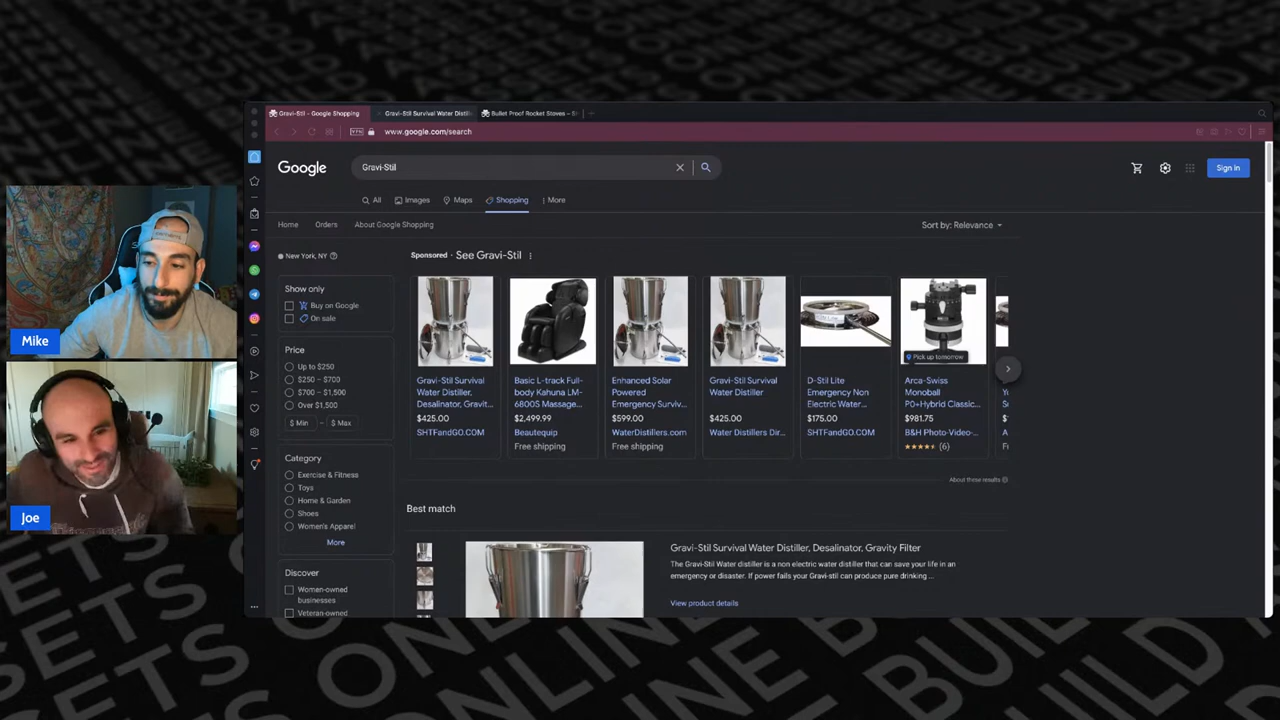 Gravi-Stil - Google Shopping
Gravi-Stil Survival Water Distill
Bullet Proof Rocket Stoves – S
VPN
www.google.com/search
Google
Gravi-Stil
Sign in
All
Images
Maps
Shopping
More
Home
Orders
About Google Shopping
Sort by: Relevance
New York, NY
Sponsored · See Gravi-Stil
Show only
Buy on Google
On sale
Price
Up to $250
$250 – $700
$700 – $1,500
Over $1,500
$ Min – $ Max
Category
Exercise & Fitness
Toys
Home & Garden
Shoes
Women's Apparel
More
Discover
Women-owned
businesses
Veteran-owned
Gravi-Stil Survival
Water Distiller,
Desalinator, Gravit...
$425.00
SHTFandGO.COM
Basic L-track Full-
body Kahuna LM-
6800S Massage...
$2,499.99
Beautequip
Free shipping
Enhanced Solar
Powered
Emergency Surviv...
$599.00
WaterDistillers.com
Free shipping
Gravi-Stil Survival
Water Distiller
$425.00
Water Distillers Dir...
D-Stil Lite
Emergency Non
Electric Water...
$175.00
SHTFandGO.COM
Pick up tomorrow
Arca-Swiss
Monoball
P0+Hybrid Classic...
$981.75
B&H Photo-Video-...
(6)
About these results
Best match
Gravi-Stil Survival Water Distiller, Desalinator, Gravity Filter
The Gravi-Stil Water distiller is a non electric water distiller that can save your life in
an emergency or disaster. If power fails your Gravi-stil can produce pure drinking ...
View product details
Mike
Joe
SETS ONLINE BUILD